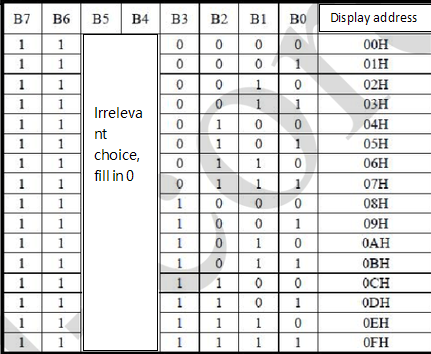 B7 B6 B5 B4 B3 B2 B1 B0 Display address
1 1 0 0 0 0 00H
1 1 0 0 0 1 01H
1 1 0 0 1 0 02H
1 1 0 0 1 1 03H
1 1 0 1 0 0 04H
1 1 0 1 0 1 05H
1 1 0 1 1 0 06H
1 1 0 1 1 1 07H
1 1 1 0 0 0 08H
1 1 1 0 0 1 09H
1 1 1 0 1 0 0AH
1 1 1 0 1 1 0BH
1 1 1 1 0 0 0CH
1 1 1 1 0 1 0DH
1 1 1 1 1 0 0EH
1 1 1 1 1 1 0FH
Irreleva
nt
choice,
fill in 0